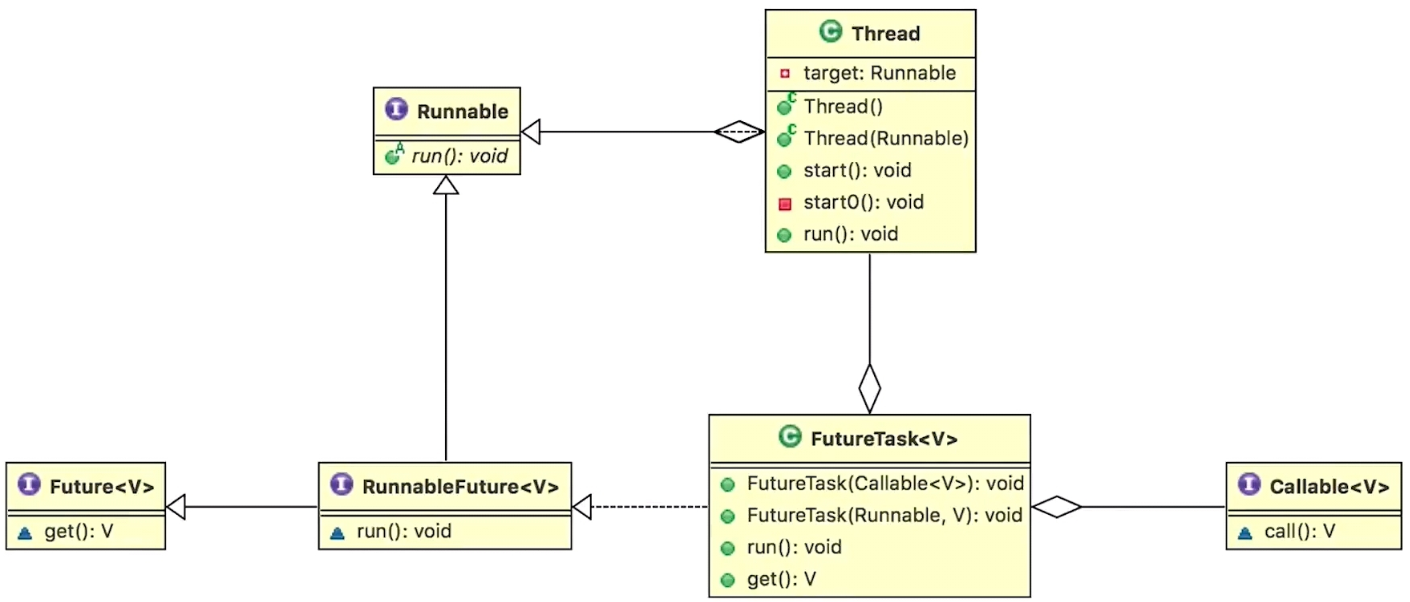 Thread
target: Runnable
Thread()
Thread(Runnable)
start(): void
start0(): void
run(): void
Runnable
run(): void
Future<V>
get(): V
RunnableFuture<V>
run(): void
FutureTask<V>
FutureTask(Callable<V>): void
FutureTask(Runnable, V): void
run(): void
get(): V
Callable<V>
call(): V